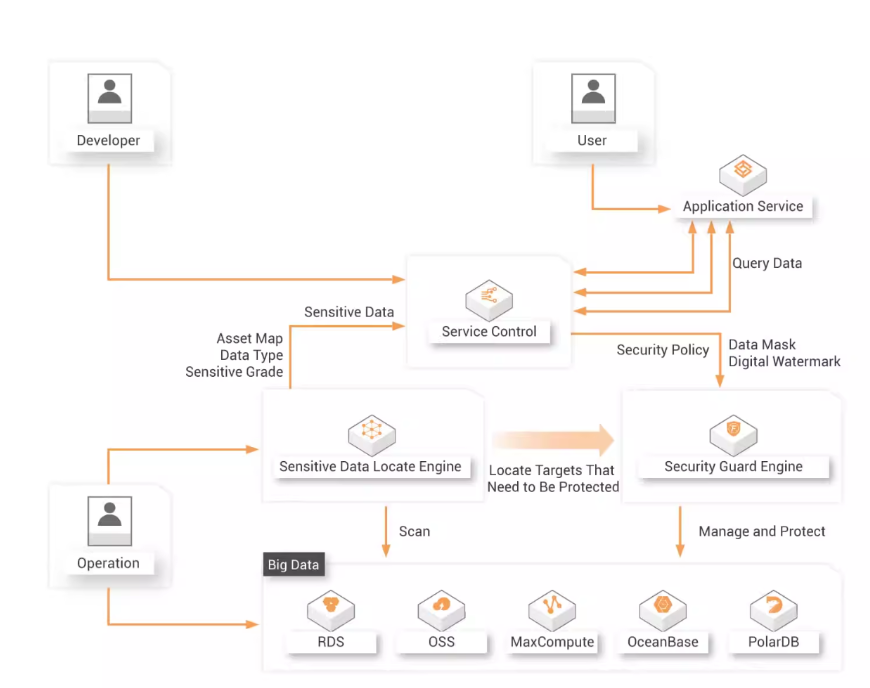 Developer
User
Application Service
Query Data
Sensitive Data
Service Control
Asset Map
Data Type
Sensitive Grade
Security Policy
Data Mask
Digital Watermark
Sensitive Data Locate Engine
Locate Targets That
Need to Be Protected
Security Guard Engine
Operation
Scan
Manage and Protect
Big Data
RDS
OSS
MaxCompute
OceanBase
PolarDB